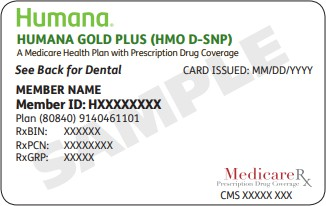 Humana
HUMANA GOLD PLUS (HMO D-SNP)
A Medicare Health Plan with Prescription Drug Coverage
See Back for Dental CARD ISSUED: MM/DD/YYYY
MEMBER NAME
Member ID: HXXXXXXXX
Plan (80840) 9140461101
RxBIN: XXXXXX
RxPCN: XXXXXXXX
RxGRP: XXXXX
SAMPLE
MedicareRx
Prescription Drug Coverage
CMS XXXXX XXX